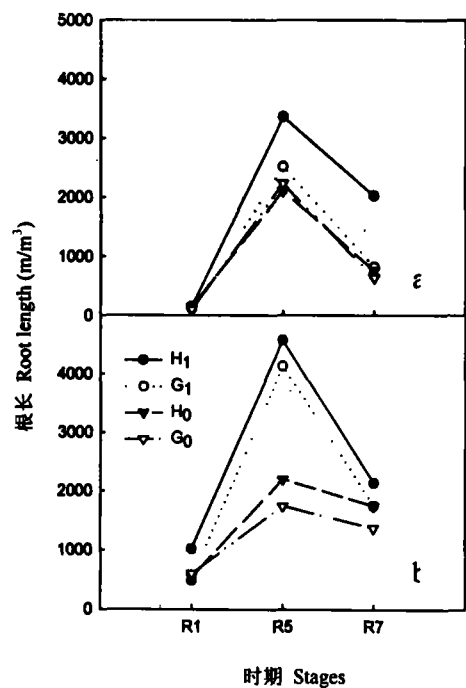 5000
4000
3000
2000
1000
0
a
根长 Root length (m/m³)
H₁
G₁
H₀
G₀
4000
3000
2000
1000
0
b
R1 R5 R7
时期 Stages